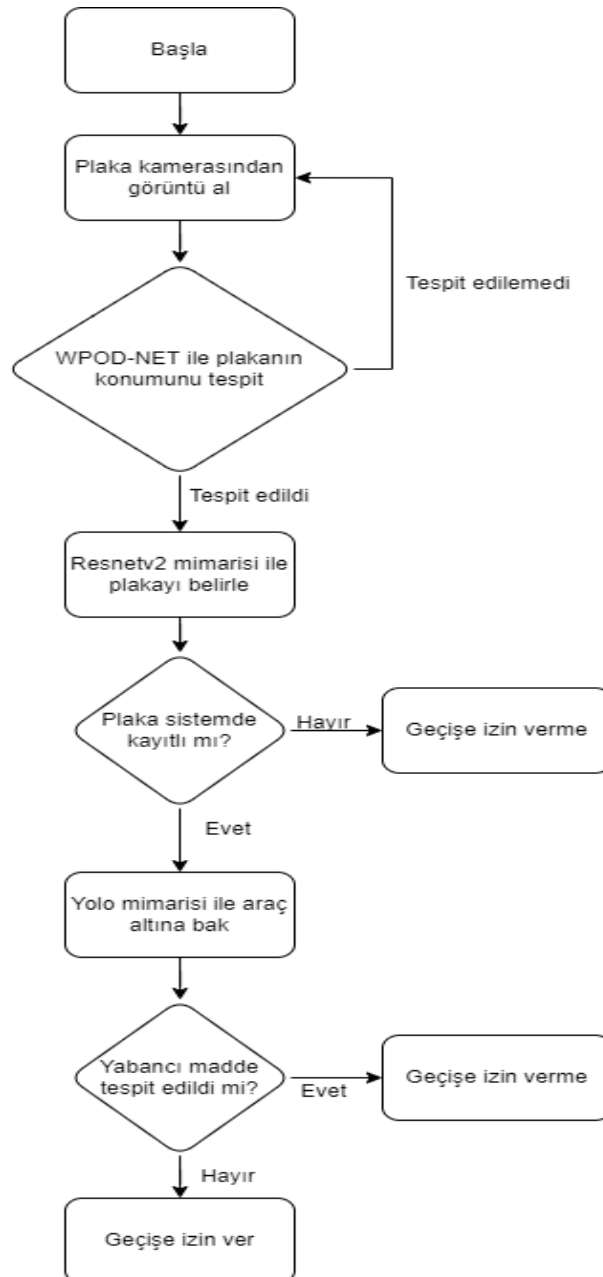 Başla
Plaka kamerasından
görüntü al
Tespit edilemedi
WPOD-NET ile plakanın
konumunu tespit
Tespit edildi
Resnetv2 mimarisi ile
plakayı belirle
Plaka sistemde
kayıtlı mı?
Hayır
Geçişe izin verme
Evet
Yolo mimarisi ile araç
altına bak
Yabancı madde
tespit edildi mi?
Evet
Geçişe izin verme
Hayır
Geçişe izin ver